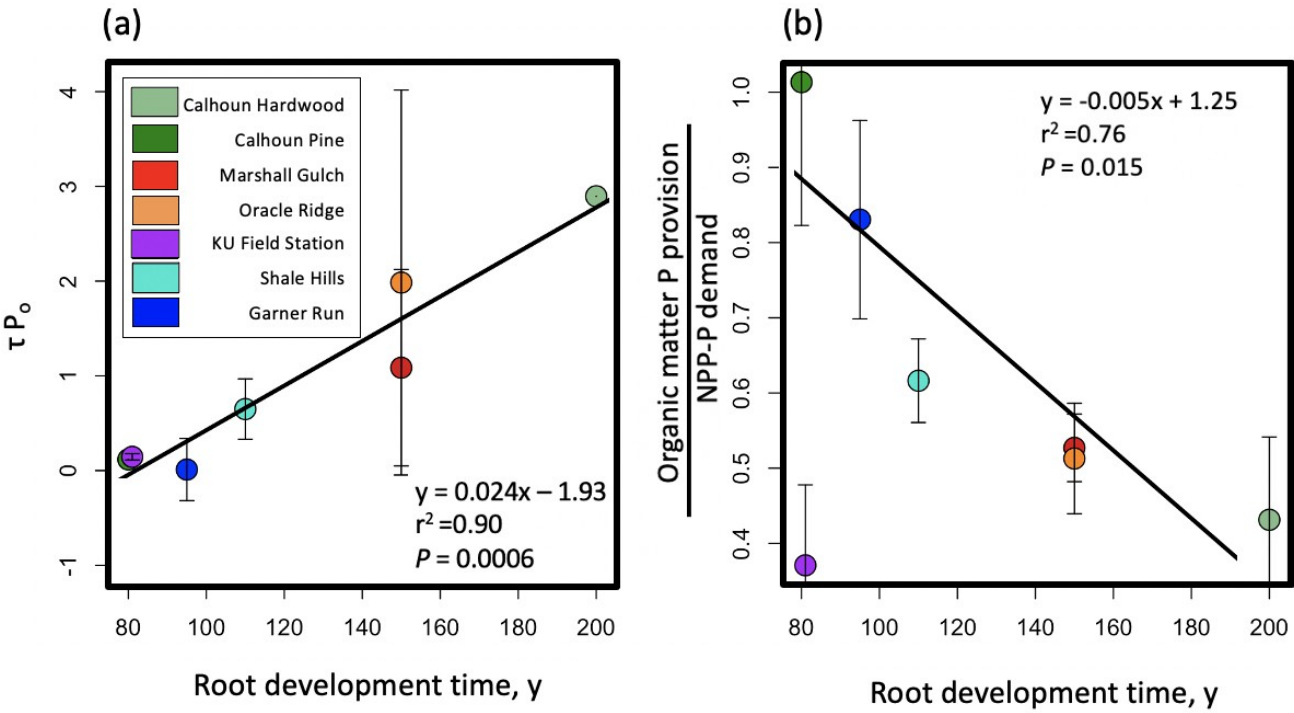 (a)
τ P₀
4
3
2
1
0
-1
Calhoun Hardwood
Calhoun Pine
Marshall Gulch
Oracle Ridge
KU Field Station
Shale Hills
Garner Run
y = 0.024x – 1.93
r² =0.90
P = 0.0006
80 100 120 140 160 180 200
Root development time, y
(b)
Organic matter P provision
NPP-P demand
1.0
0.9
0.8
0.7
0.6
0.5
0.4
y = -0.005x + 1.25
r² =0.76
P = 0.015
80 100 120 140 160 180 200
Root development time, y